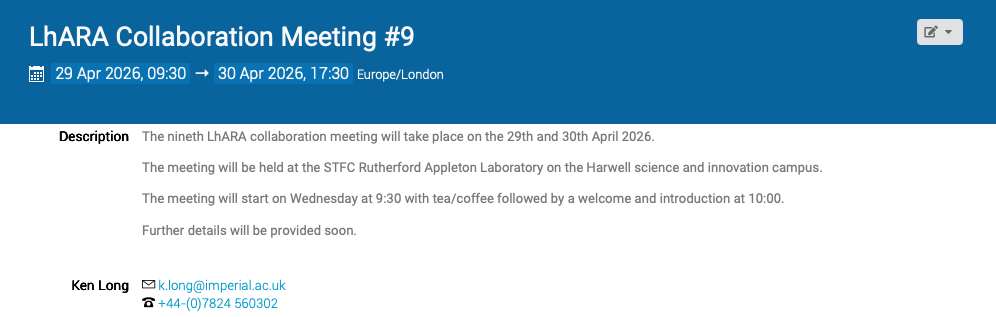 LhARA Collaboration Meeting #9
29 Apr 2026, 09:30 → 30 Apr 2026, 17:30 Europe/London
Description The nineth LhARA collaboration meeting will take place on the 29th and 30th April 2026.
The meeting will be held at the STFC Rutherford Appleton Laboratory on the Harwell science and innovation campus.
The meeting will start on Wednesday at 9:30 with tea/coffee followed by a welcome and introduction at 10:00.
Further details will be provided soon.
Ken Long k.long@imperial.ac.uk
+44-(0)7824 560302